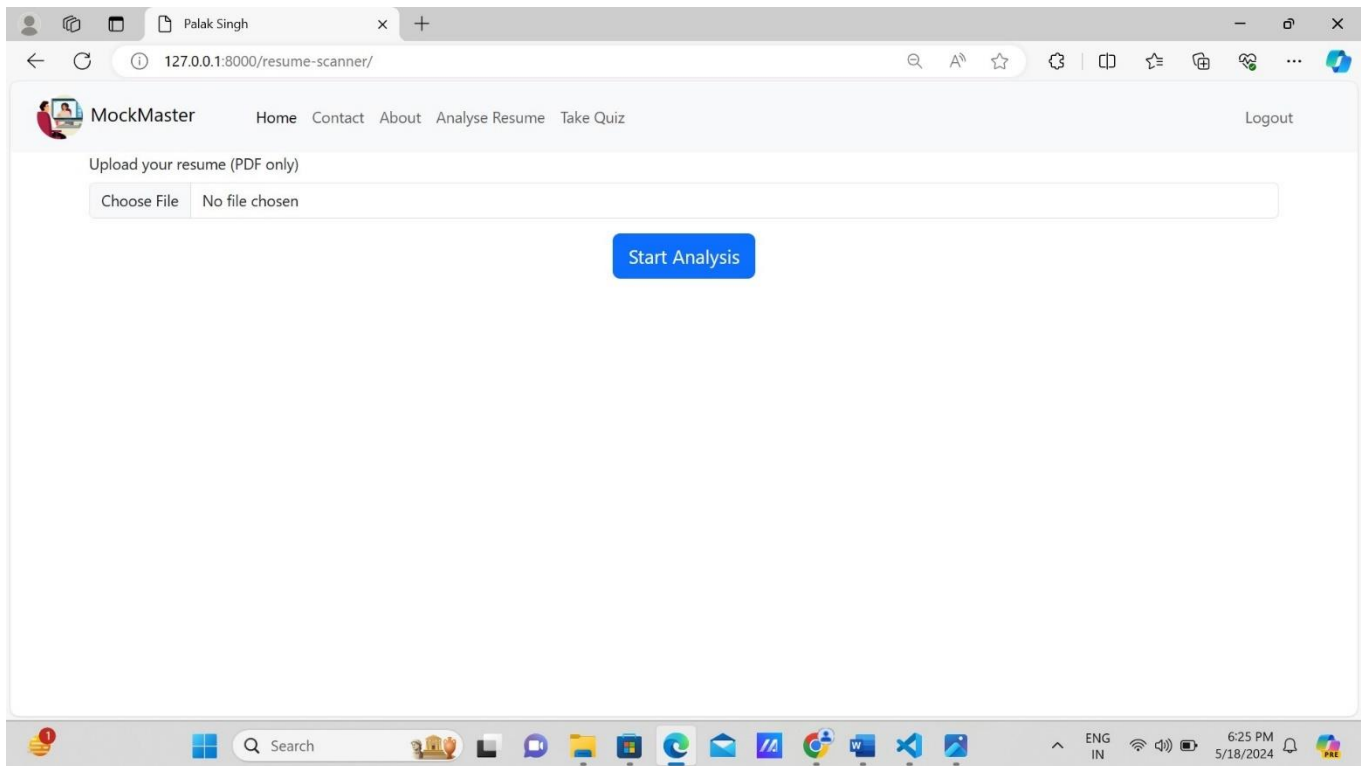 Palak Singh
127.0.0.1:8000/resume-scanner/
MockMaster Home Contact About Analyse Resume Take Quiz Logout
Upload your resume (PDF only)
Choose File No file chosen
Start Analysis
1
Search
ENG
IN
6:25 PM
5/18/2024
PRE